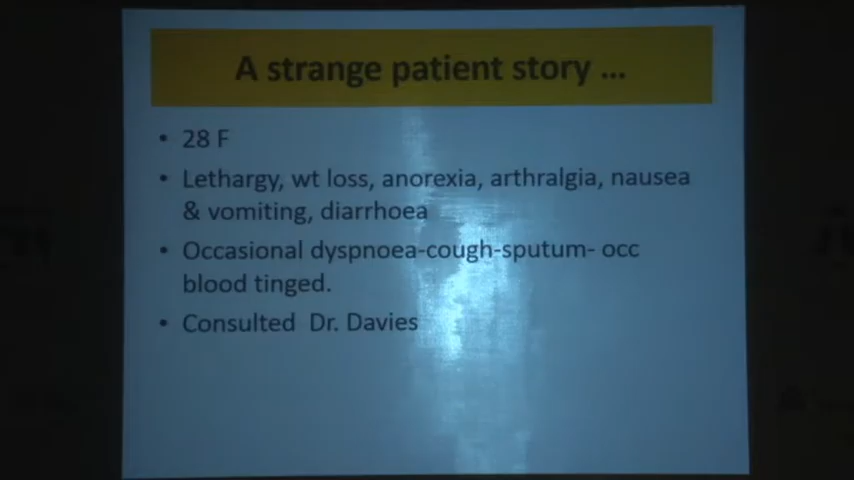 A strange patient story ...
• 28 F
• Lethargy, wt loss, anorexia, arthralgia, nausea
& vomiting, diarrhoea
• Occasional dyspnoea-cough-sputum- occ
blood tinged.
• Consulted Dr. Davies